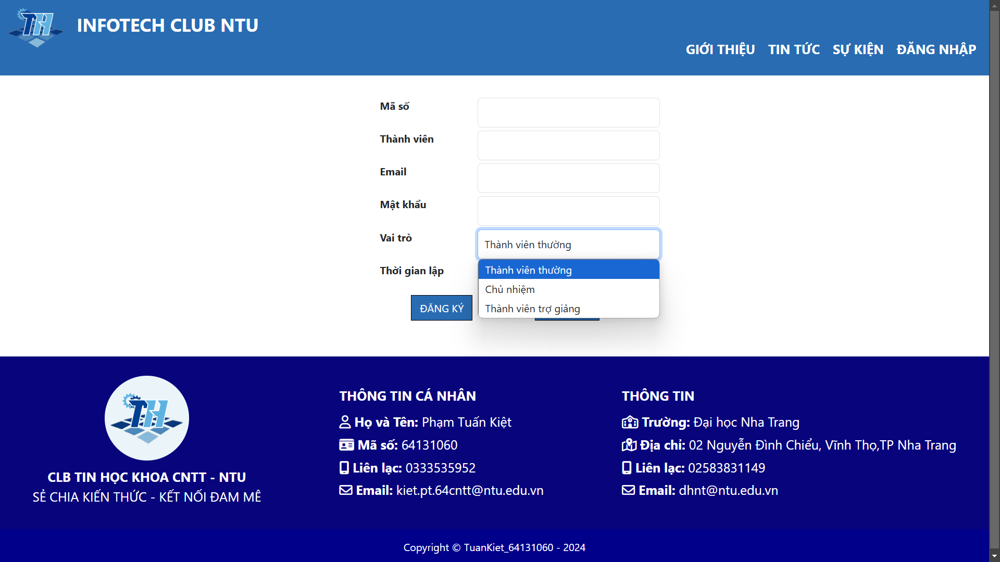 TH
INFOTECH CLUB NTU
GIỚI THIỆU TIN TỨC SỰ KIỆN ĐĂNG NHẬP
Mã số
Thành viên
Email
Mật khẩu
Vai trò
Thành viên thường
Thời gian lập
Thành viên thường
Chủ nhiệm
Thành viên trợ giảng
ĐĂNG KÝ
TH
CLB TIN HỌC KHOA CNTT - NTU
SẺ CHIA KIẾN THỨC - KẾT NỐI ĐAM MÊ
THÔNG TIN CÁ NHÂN
Họ và Tên: Phạm Tuấn Kiệt
Mã số: 64131060
Liên lạc: 0333535952
Email: kiet.pt.64cntt@ntu.edu.vn
THÔNG TIN
Trường: Đại học Nha Trang
Địa chỉ: 02 Nguyễn Đình Chiểu, Vĩnh Thọ,TP Nha Trang
Liên lạc: 02583831149
Email: dhnt@ntu.edu.vn
Copyright © TuanKiet_64131060 - 2024